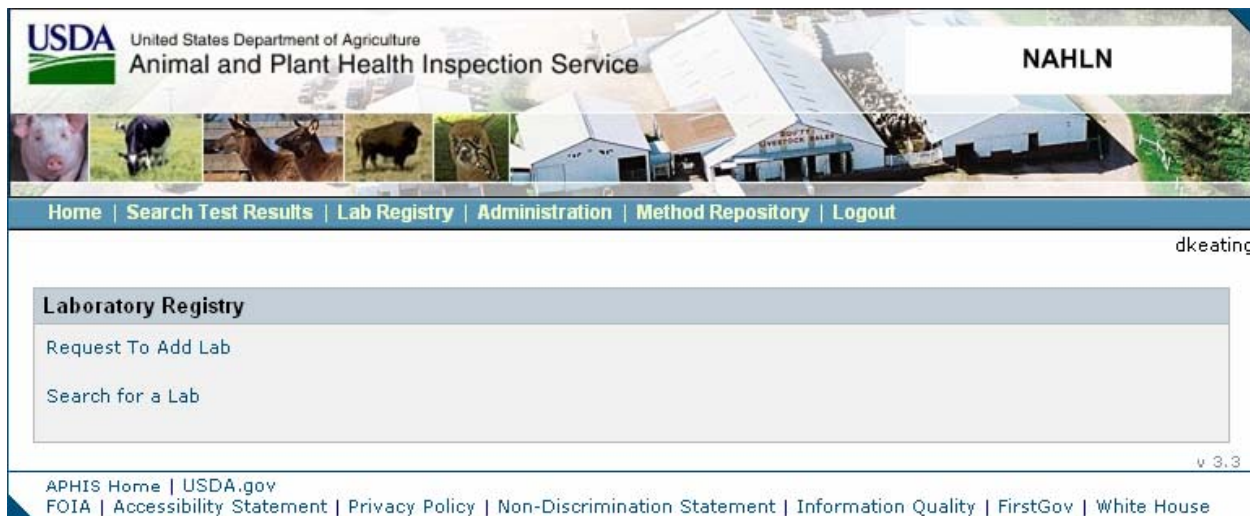 USDA
United States Department of Agriculture
Animal and Plant Health Inspection Service
NAHLN
LIVESTOCK SALES
Home | Search Test Results | Lab Registry | Administration | Method Repository | Logout
dkeating
Laboratory Registry
Request To Add Lab
Search for a Lab
v 3.3
APHIS Home | USDA.gov
FOIA | Accessibility Statement | Privacy Policy | Non-Discrimination Statement | Information Quality | FirstGov | White House